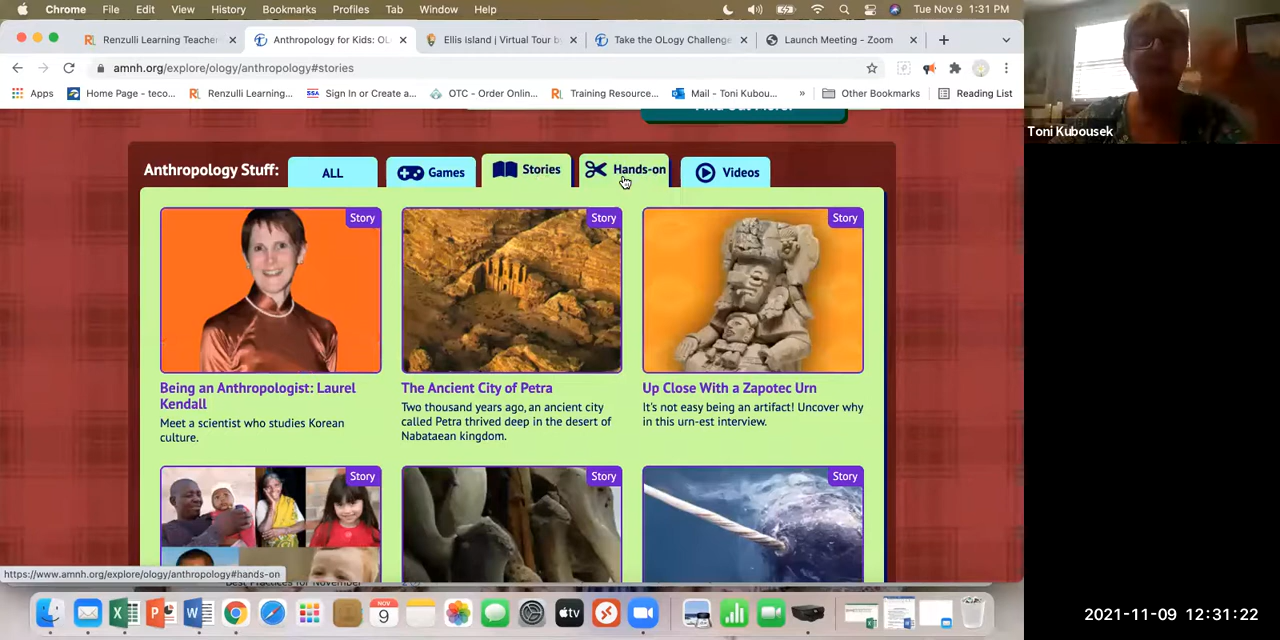 Chrome File Edit View History Bookmarks Profiles Tab Window Help Tue Nov 9 1:31 PM
Renzulli Learning Teacher Anthropology for Kids: OL Ellis Island | Virtual Tour b Take the OLogy Challenge Launch Meeting - Zoom
amnh.org/explore/ology/anthropology#stories
Apps Home Page - teco... Renzulli Learning... Sign In or Create a... OTC - Order Onlin... Training Resource... Mail - Toni Kubou... » Other Bookmarks Reading List
Toni Kubousek
Anthropology Stuff: ALL Games Stories Hands-on Videos
Story Story Story
Being an Anthropologist: Laurel
Kendall
Meet a scientist who studies Korean
culture.
The Ancient City of Petra
Two thousand years ago, an ancient city
called Petra thrived deep in the desert of
Nabataean kingdom.
Up Close With a Zapotec Urn
It's not easy being an artifact! Uncover why
in this urn-est interview.
Story Story Story
https://www.amnh.org/explore/ology/anthropology#hands-on
Best Practices for November
NOV
9
tv
2021-11-09 12:31:22